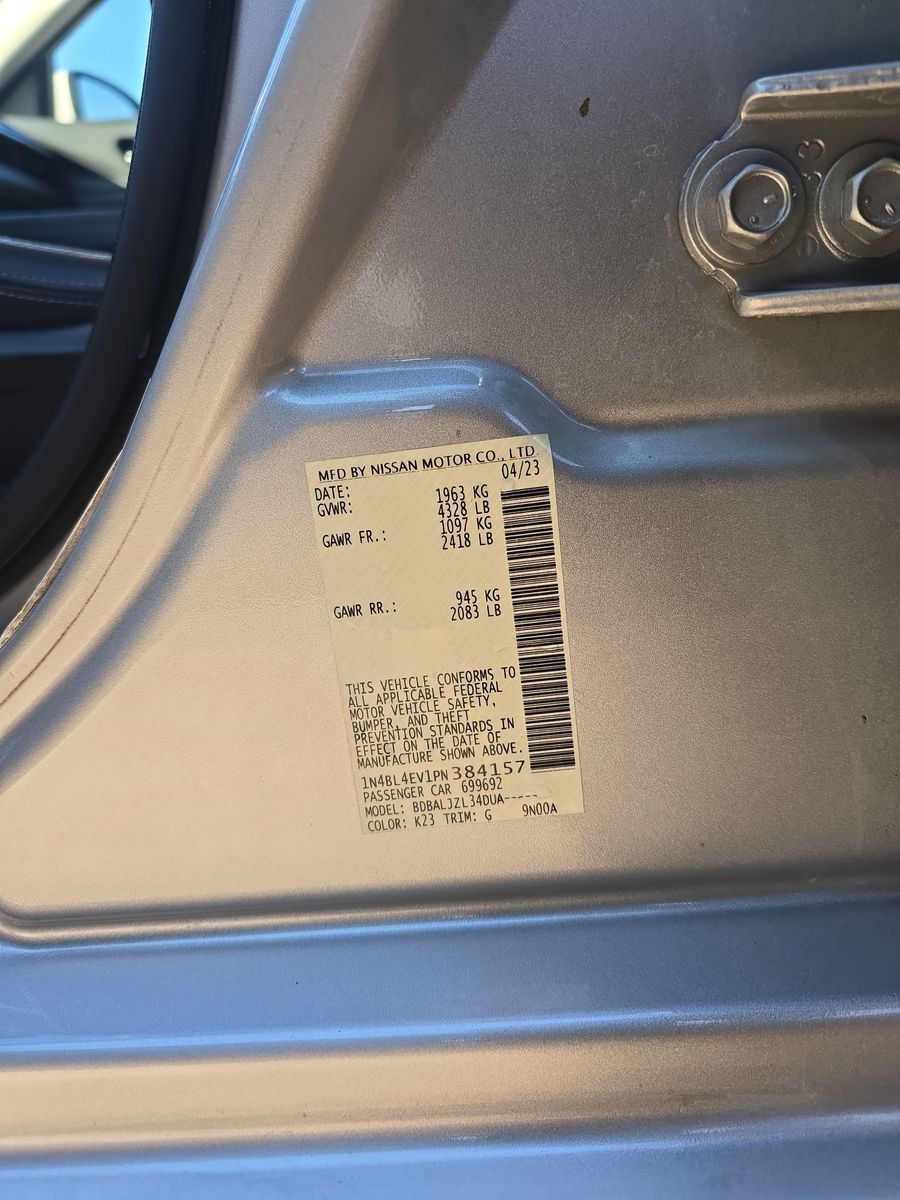 3
MFD BY NISSAN MOTOR CO., LTD.
DATE: 04/23
GVWR: 1963 KG
4328 LB
GAWR FR.: 1097 KG
2418 LB
GAWR RR.: 945 KG
2083 LB
THIS VEHICLE CONFORMS TO
ALL APPLICABLE FEDERAL
MOTOR VEHICLE SAFETY,
BUMPER, AND THEFT
PREVENTION STANDARDS IN
EFFECT ON THE DATE OF
MANUFACTURE SHOWN ABOVE.
1N4BL4EV1PN384157
PASSENGER CAR 699692
MODEL: BDBALJZL34DUA-----
COLOR: K23 TRIM: G 9N00A